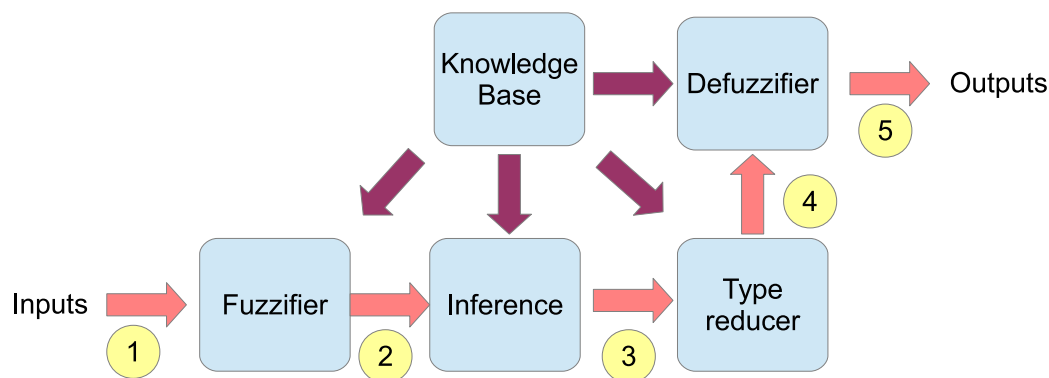 Knowledge
Base
Defuzzifier
Outputs
5
4
Inputs
Fuzzifier
Inference
Type
reducer
1
2
3